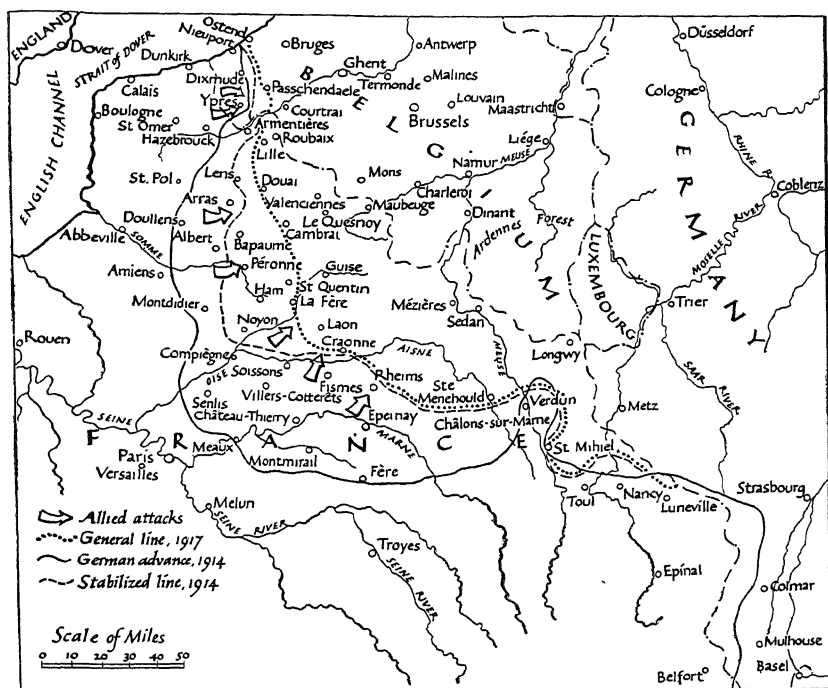 ENGLAND
Dover
STRAIT OF DOVER
ENGLISH CHANNEL
Ostend
Nieuport
Bruges
Antwerp
Düsseldorf
Dunkirk
Dixmude
Ghent
Termonde
Malines
Calais
Ypres
Passchendaele
Courtrai
Louvain
Maastricht
Cologne
Boulogne
St Omer
Hazebrouck
Armentières
Roubaix
Brussels
BELGIUM
Lille
Liége
GERMANY
RHINE R.
St. Pol
Lens
Douai
Mons
Namur
MEUSE
Charleroi
Coblenz
Arras
Valenciennes
Maubeuge
Dinant
Le Quesnoy
Ardennes
Forest
LUXEMBOURG
MOSELLE RIVER
Doullens
Albert
Abbeville
SOMME
Bapaume
Cambrai
Amiens
Péronne
Guise
St Quentin
Ham
La Fère
Mézières
Sedan
Trier
Montdidier
Noyon
Laon
Craonne
AISNE
MEUSE
Longwy
SAAR RIVER
Rouen
Compiègne
OISE
Soissons
Rheims
Fismes
Ste Menehould
Verdun
Metz
Senlis
Villers-Cotterêts
Château-Thierry
Epernay
MARNE
Châlons-sur-Marne
SEINE
FRANCE
Paris
Versailles
Meaux
Montmirail
Fère
St. Mihiel
Toul
Nancy
Luneville
Strasbourg
Melun
SEINE RIVER
Troyes
SEINE RIVER
Epinal
Colmar
Mulhouse
Belfort
Basel
Allied attacks
General line, 1917
German advance, 1914
Stabilized line, 1914
Scale of Miles
0 10 20 30 40 50